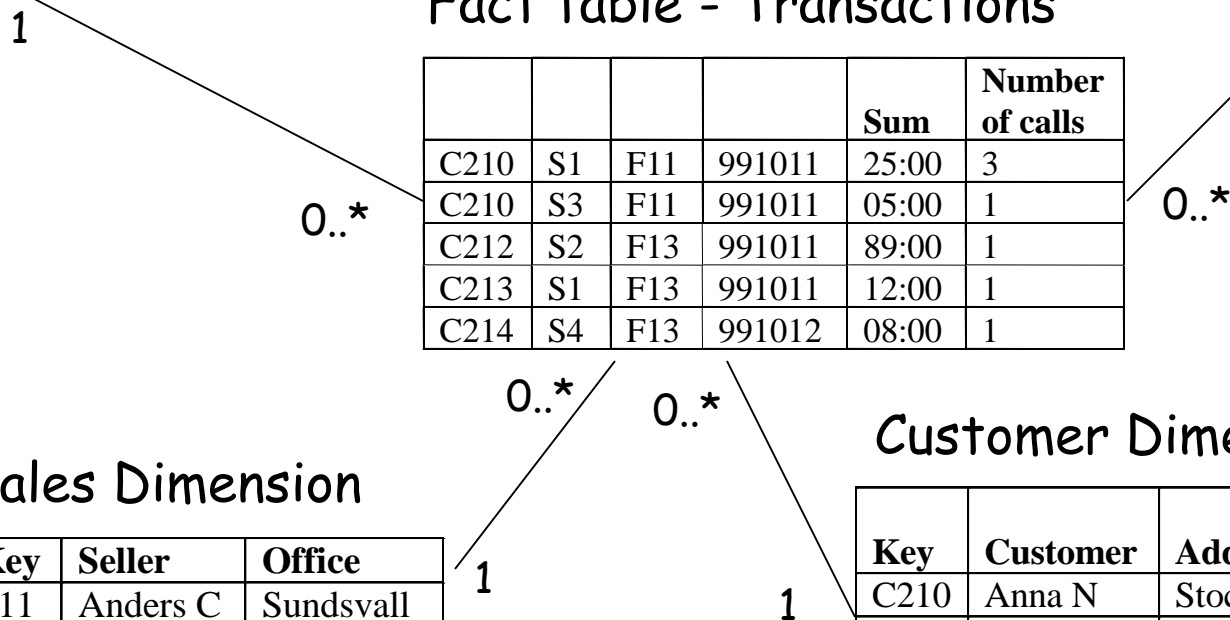 Fact Table - Transactions
1
Number
Sum of calls
C210 S1 F11 991011 25:00 3
C210 S3 F11 991011 05:00 1
C212 S2 F13 991011 89:00 1
C213 S1 F13 991011 12:00 1
C214 S4 F13 991012 08:00 1
0..*
0..*
0..*
0..*
Customer Dime
ales Dimension
Key Seller Office
11 Anders C Sundsvall
1
Key Customer Add
C210 Anna N Stoc
1